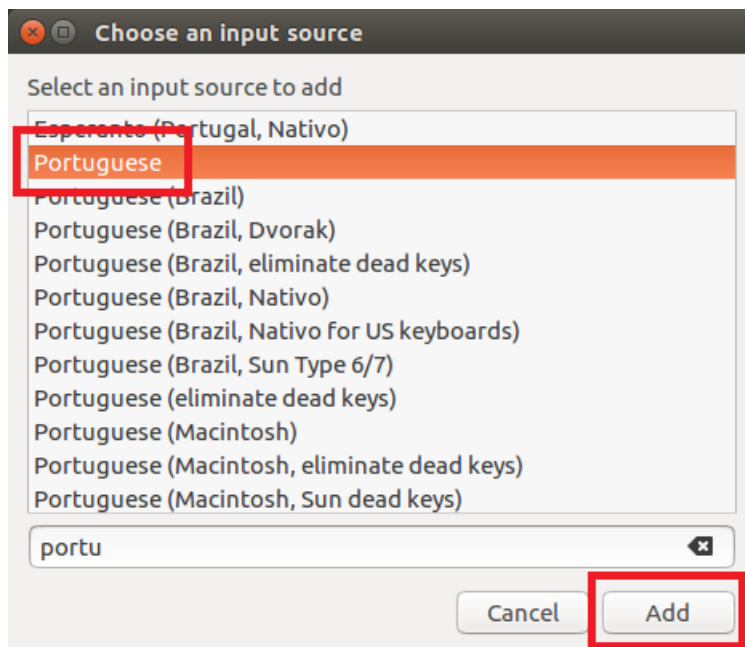 Choose an input source
Select an input source to add
Esperanto (Portugal, Nativo)
Portuguese
Portuguese (Brazil)
Portuguese (Brazil, Dvorak)
Portuguese (Brazil, eliminate dead keys)
Portuguese (Brazil, Nativo)
Portuguese (Brazil, Nativo for US keyboards)
Portuguese (Brazil, Sun Type 6/7)
Portuguese (eliminate dead keys)
Portuguese (Macintosh)
Portuguese (Macintosh, eliminate dead keys)
Portuguese (Macintosh, Sun dead keys)
portu
Cancel Add